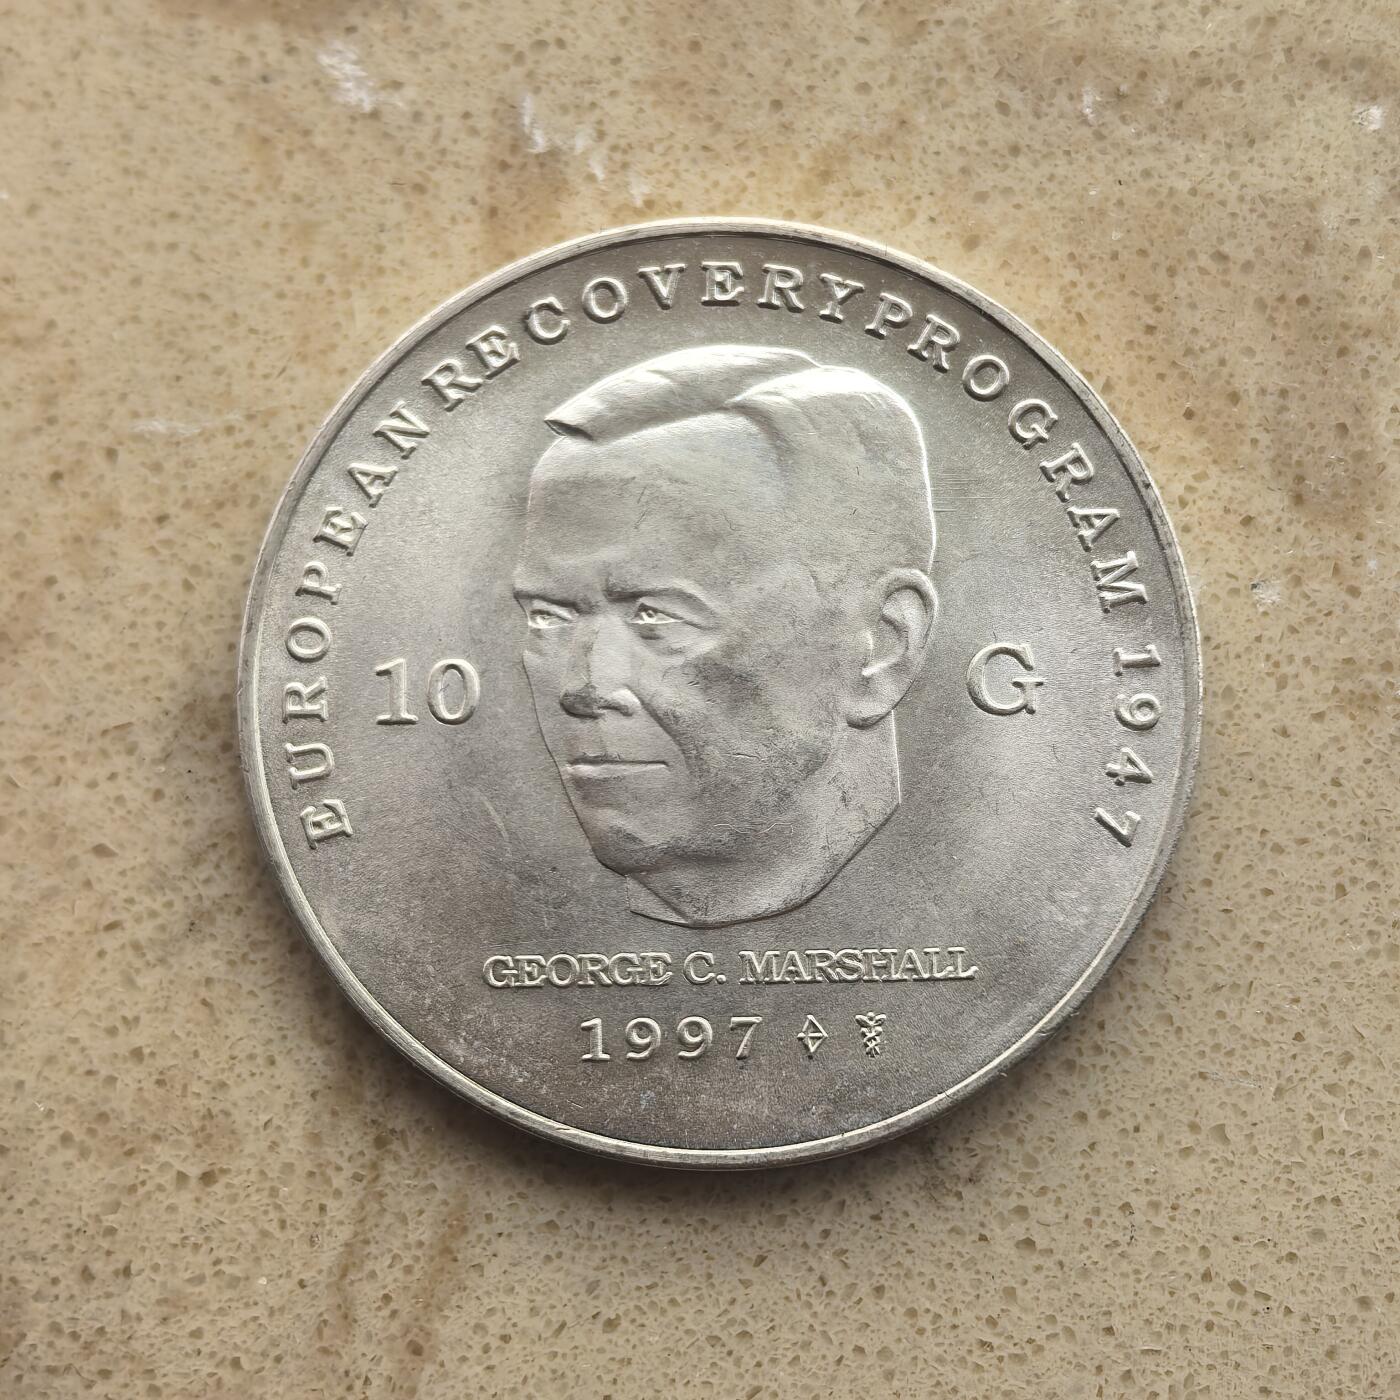 EUROPEAN RECOVERY PROGRAM 1947
10 G
GEORGE C. MARSHALL
1997